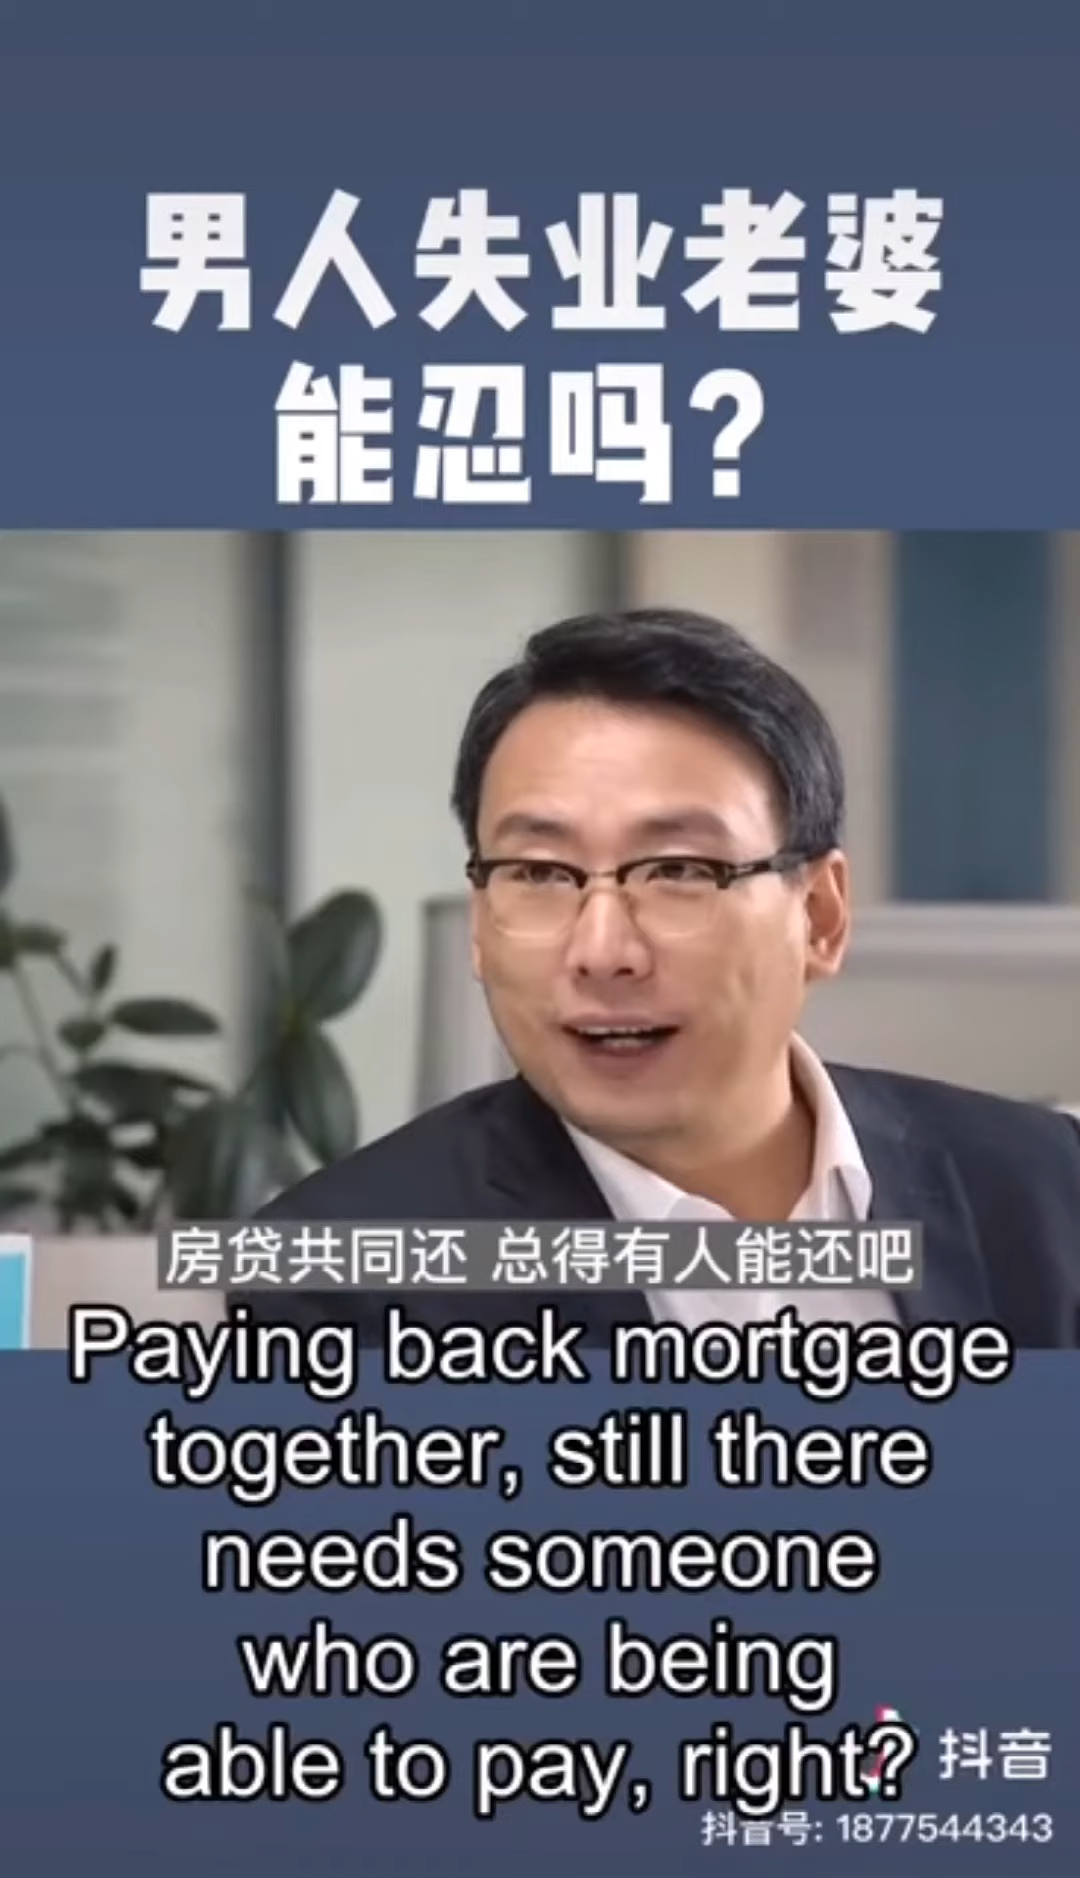 男人失业老婆
能忍吗?
房贷共同还 总得有人能还吧
Paying back mortgage
together, still there
needs someone
who are being
able to pay, right?
抖音
抖音号: 1877544343